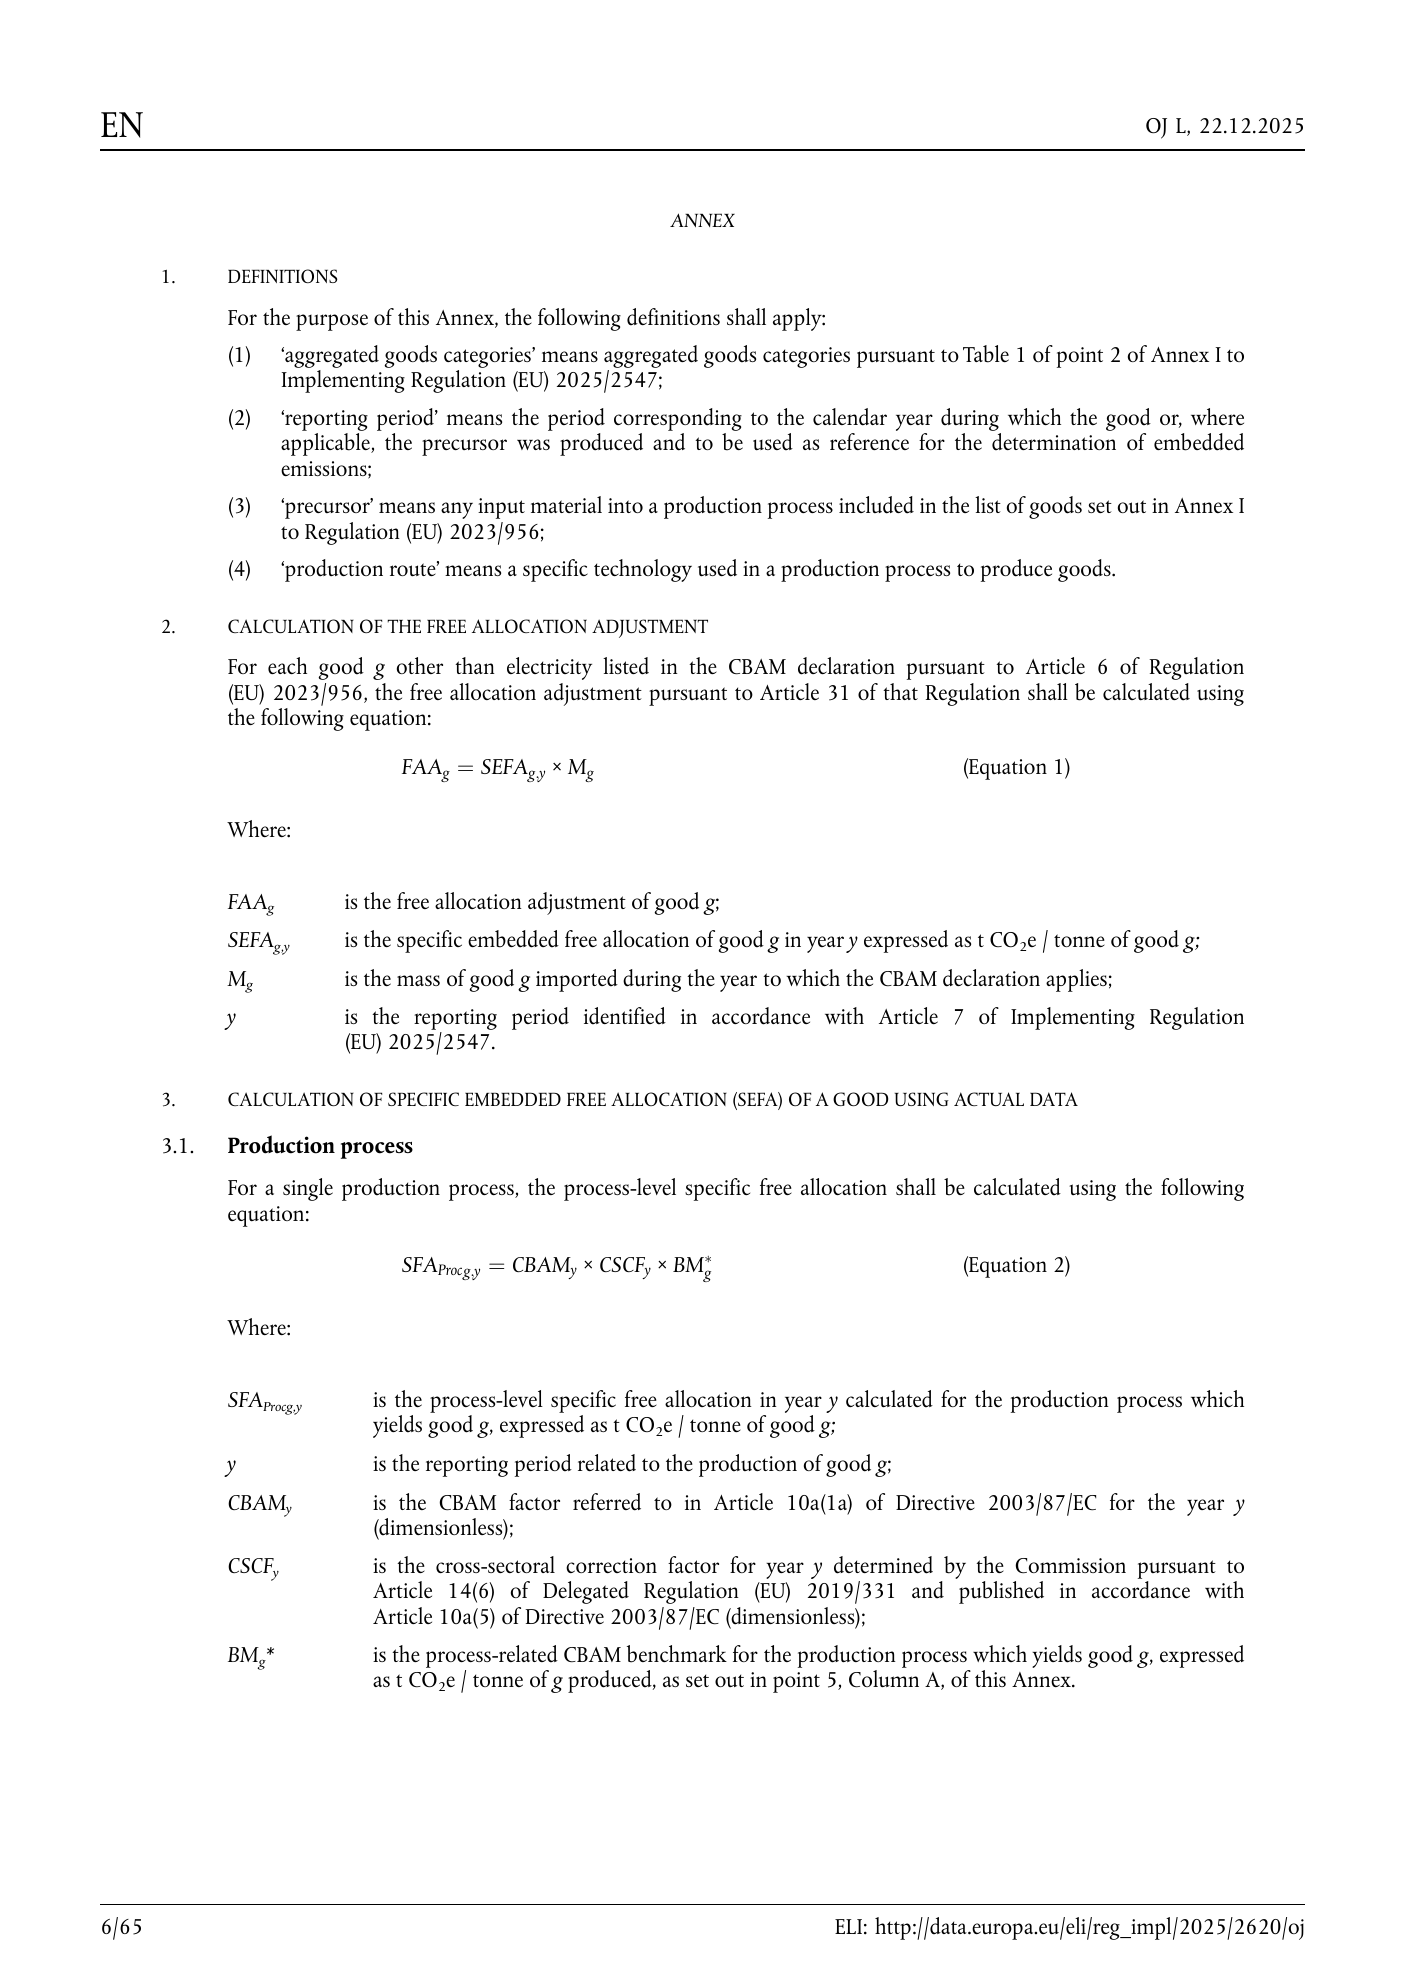 EN
OJ L, 22.12.2025
ANNEX
1. DEFINITIONS
For the purpose of this Annex, the following definitions shall apply:
(1) ‘aggregated goods categories’ means aggregated goods categories pursuant to Table 1 of point 2 of Annex I to
Implementing Regulation (EU) 2025/2547;
(2) ‘reporting period’ means the period corresponding to the calendar year during which the good or, where
applicable, the precursor was produced and to be used as reference for the determination of embedded
emissions;
(3) ‘precursor’ means any input material into a production process included in the list of goods set out in Annex I
to Regulation (EU) 2023/956;
(4) ‘production route’ means a specific technology used in a production process to produce goods.
2. CALCULATION OF THE FREE ALLOCATION ADJUSTMENT
For each good g other than electricity listed in the CBAM declaration pursuant to Article 6 of Regulation
(EU) 2023/956, the free allocation adjustment pursuant to Article 31 of that Regulation shall be calculated using
the following equation:
FAAg = SEFAg,y × Mg (Equation 1)
Where:
FAAg is the free allocation adjustment of good g;
SEFAg,y is the specific embedded free allocation of good g in year y expressed as t CO₂e / tonne of good g;
Mg is the mass of good g imported during the year to which the CBAM declaration applies;
y is the reporting period identified in accordance with Article 7 of Implementing Regulation
(EU) 2025/2547.
3. CALCULATION OF SPECIFIC EMBEDDED FREE ALLOCATION (SEFA) OF A GOOD USING ACTUAL DATA
3.1. Production process
For a single production process, the process-level specific free allocation shall be calculated using the following
equation:
SFAProcg,y = CBAMy × CSCFy × BM*g (Equation 2)
Where:
SFAProcg,y is the process-level specific free allocation in year y calculated for the production process which
yields good g, expressed as t CO₂e / tonne of good g;
y is the reporting period related to the production of good g;
CBAMy is the CBAM factor referred to in Article 10a(1a) of Directive 2003/87/EC for the year y
(dimensionless);
CSCFy is the cross-sectoral correction factor for year y determined by the Commission pursuant to
Article 14(6) of Delegated Regulation (EU) 2019/331 and published in accordance with
Article 10a(5) of Directive 2003/87/EC (dimensionless);
BMg* is the process-related CBAM benchmark for the production process which yields good g, expressed
as t CO₂e / tonne of g produced, as set out in point 5, Column A, of this Annex.
6/65
ELI: http://data.europa.eu/eli/reg_impl/2025/2620/oj